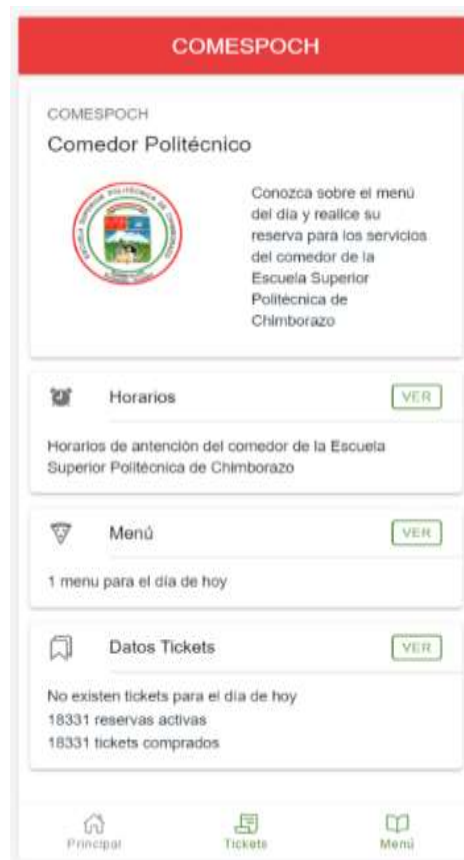 COMESPOCH
COMESPOCH
Comedor Politécnico
Conozca sobre el menú
del día y realice su
reserva para los servicios
del comedor de la
Escuela Superior
Politécnica de
Chimborazo
Horarios
VER
Horarios de antención del comedor de la Escuela
Superior Politécnica de Chimborazo
Menú
VER
1 menu para el día de hoy
Datos Tickets
VER
No existen tickets para el día de hoy
18331 reservas activas
18331 tickets comprados
Principal
Tickets
Menú